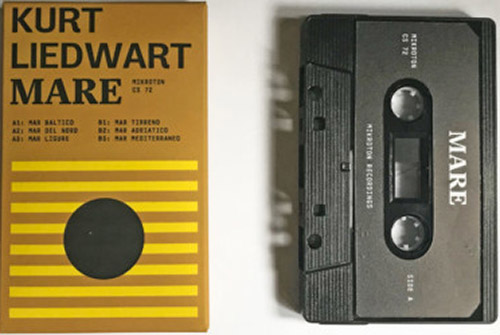 KURT
LIEDWART
MARE
MIKROTON
CS 72
A1: MAR BALTICO B1: MAR TIRRENO
A2: MAR DEL NORD B2: MAR ADRIATICO
A3: MAR LIGURE B3: MAR MEDITERRANEO
MIKROTON
CS 72
MARE
MIKROTON RECORDINGS
SIDE A